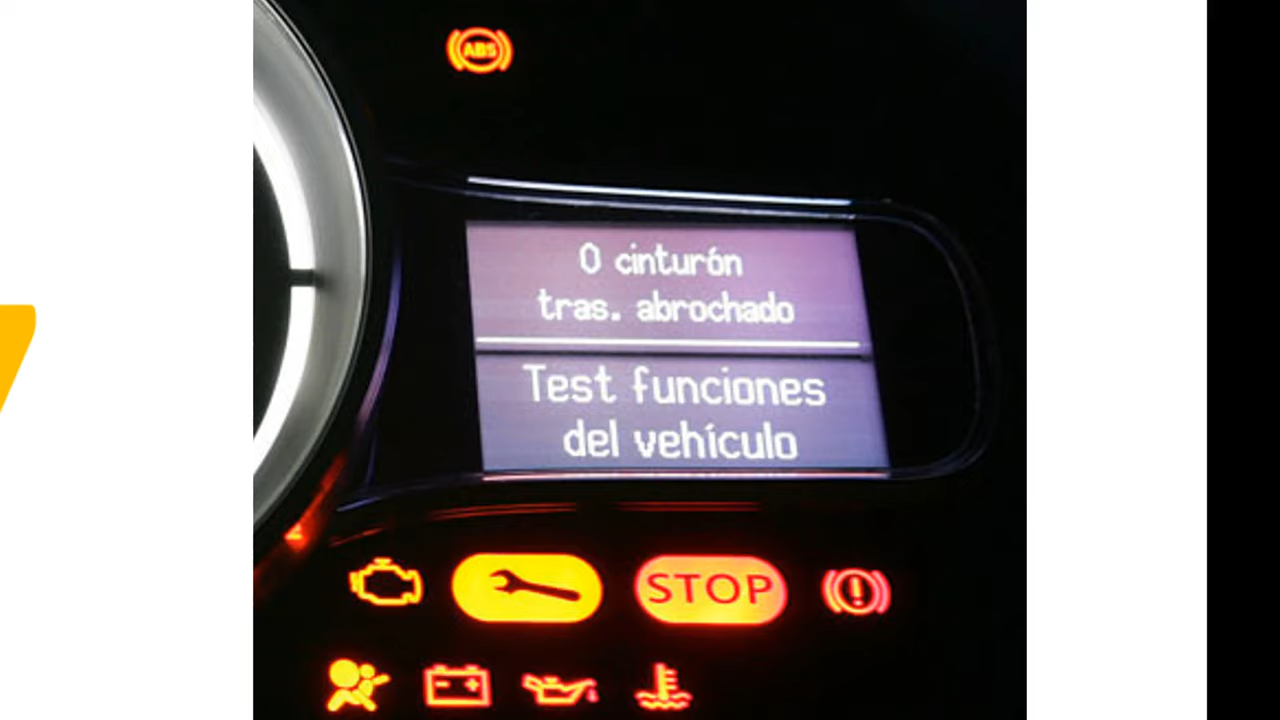 ABS
0 cinturón
tras. abrochado
Test funciones
del vehículo
STOP